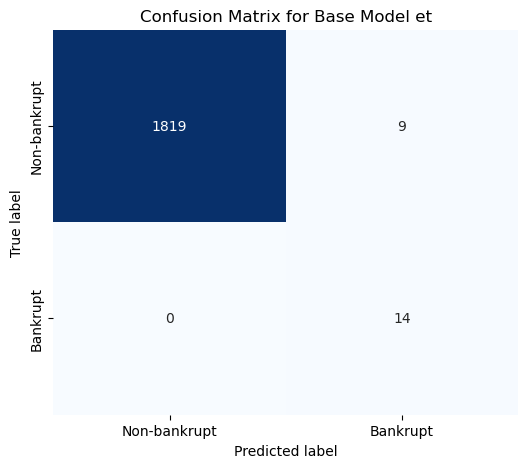 Confusion Matrix for Base Model et
True label
Non-bankrupt
1819
9
Bankrupt
0
14
Non-bankrupt
Bankrupt
Predicted label